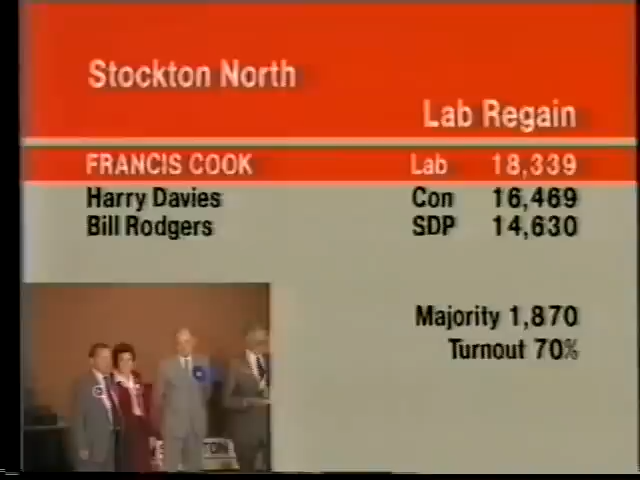 Stockton North
Lab Regain
FRANCIS COOK Lab 18,339
Harry Davies Con 16,469
Bill Rodgers SDP 14,630
Majority 1,870
Turnout 70%